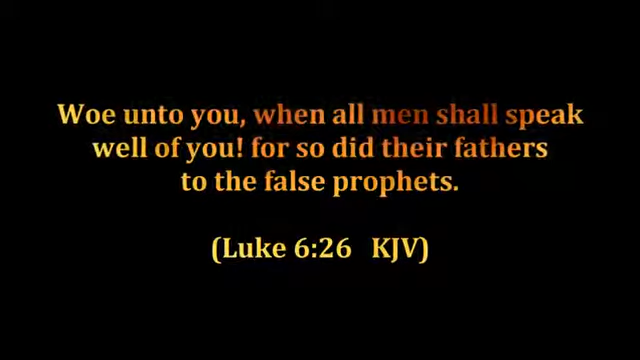 Woe unto you, when all men shall speak
well of you! for so did their fathers
to the false prophets.
(Luke 6:26 KJV)